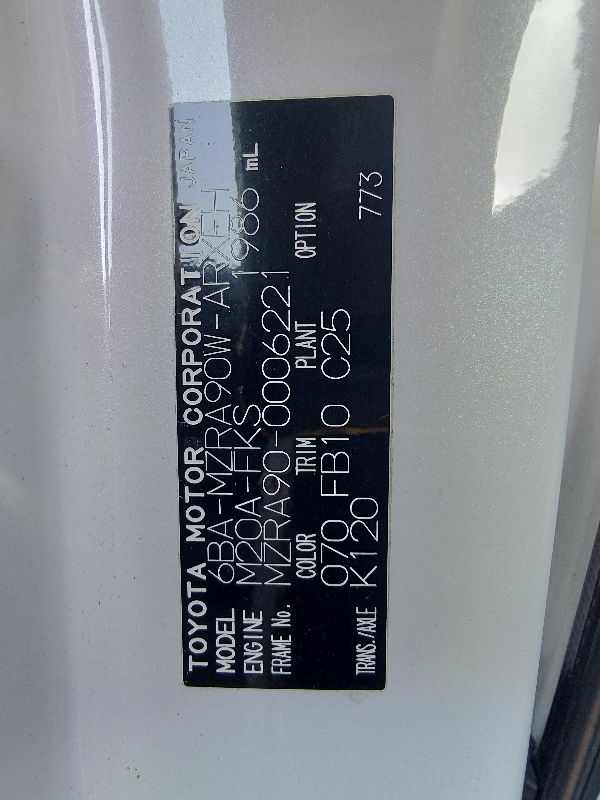 TOYOTA MOTOR CORPORATION JAPAN
MODEL 6BA-MZRA90W-ARXEH
ENGINE M20A-FKS 1986 mL
FRAME No. MZRA90-0006221
COLOR TRIM PLANT OPTION
070 FB10 C25
TRANS./AXLE K120 773